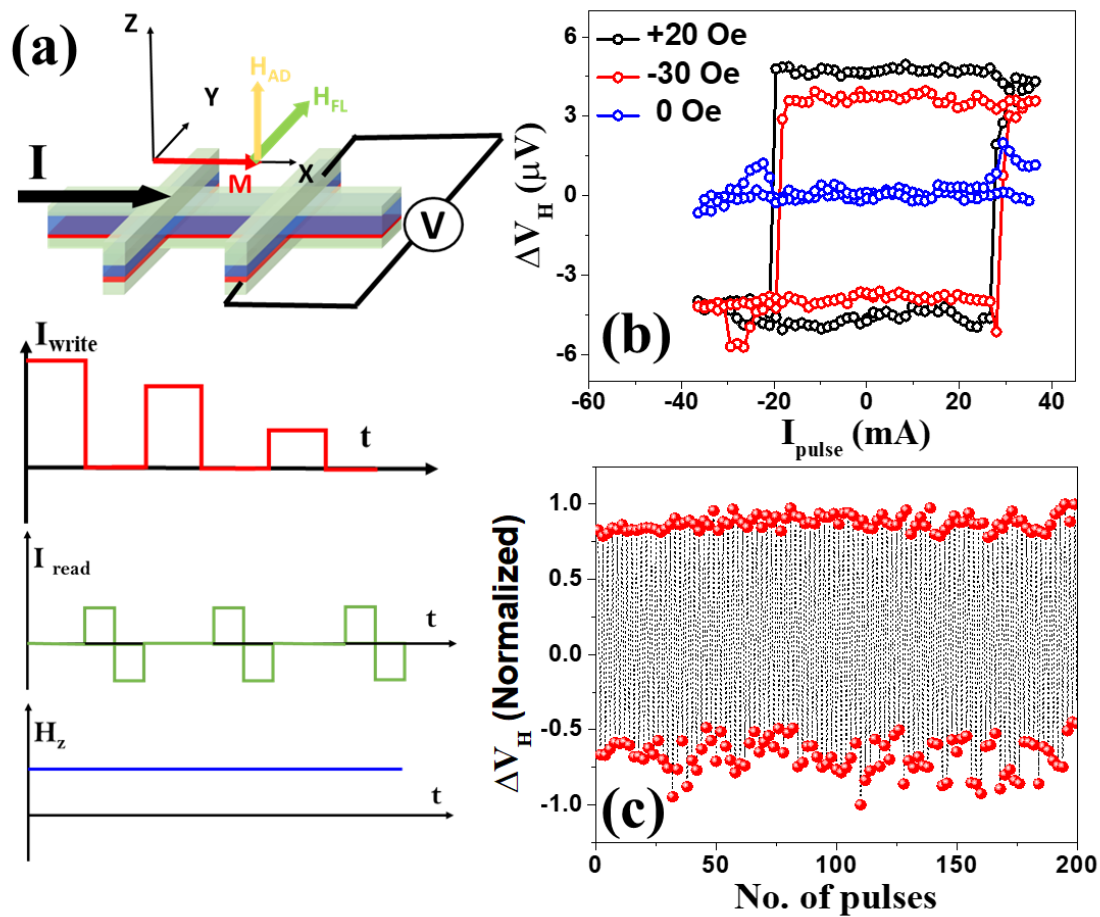 (a)
Z
Y
X
H_AD
H_FL
M
I
V
I_write
t
I_read
t
H_z
t
(b)
+20 Oe
-30 Oe
0 Oe
ΔV_H (μV)
6
3
0
-3
-6
-60 -40 -20 0 20 40
I_pulse (mA)
(c)
ΔV_H (Normalized)
1.0
0.5
0.0
-0.5
-1.0
0 50 100 150 200
No. of pulses